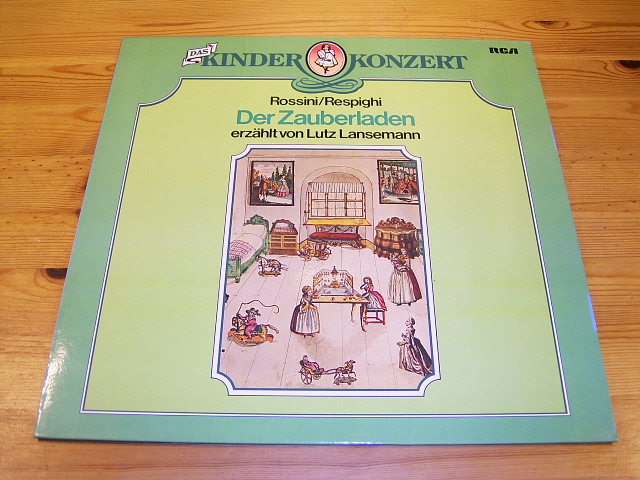 DAS
KINDER KONZERT
RCA
Rossini/Respighi
Der Zauberladen
erzählt von Lutz Lansemann